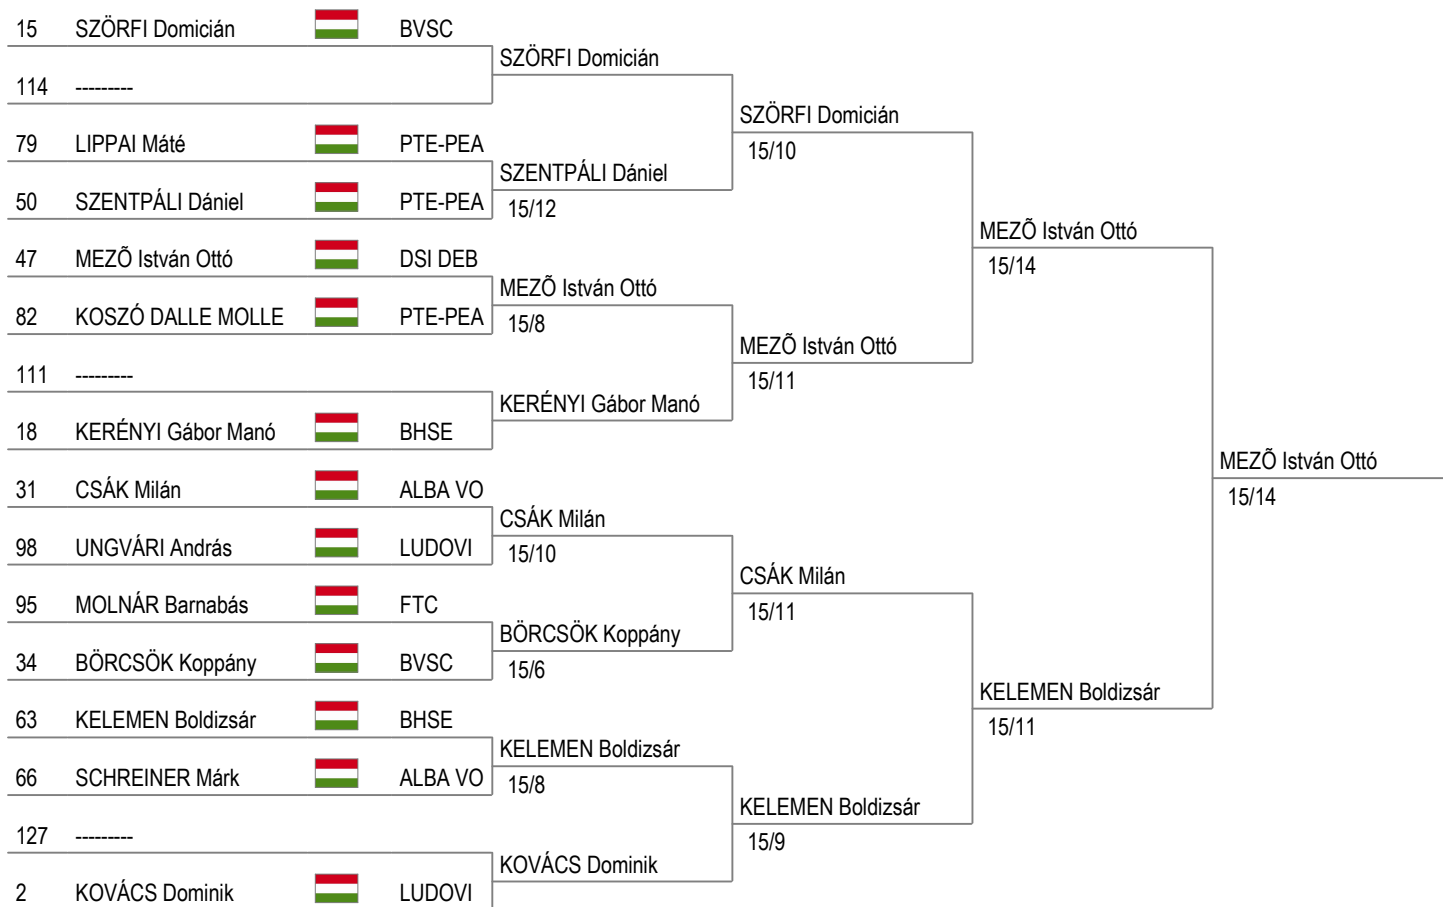 15 SZÖRFI Domicián BVSC
SZÖRFI Domicián
114 ---------
SZÖRFI Domicián
79 LIPPAI Máté PTE-PEA
15/10
SZENTPÁLI Dániel
50 SZENTPÁLI Dániel PTE-PEA
15/12
MEZÕ István Ottó
47 MEZÕ István Ottó DSI DEB
15/14
MEZÕ István Ottó
82 KOSZÓ DALLE MOLLE PTE-PEA
15/8
MEZÕ István Ottó
111 ---------
15/11
KERÉNYI Gábor Manó
18 KERÉNYI Gábor Manó BHSE
MEZÕ István Ottó
31 CSÁK Milán ALBA VO
15/14
CSÁK Milán
98 UNGVÁRI András LUDOVI
15/10
CSÁK Milán
95 MOLNÁR Barnabás FTC
15/11
BÖRCSÖK Koppány
34 BÖRCSÖK Koppány BVSC
15/6
KELEMEN Boldizsár
63 KELEMEN Boldizsár BHSE
15/11
KELEMEN Boldizsár
66 SCHREINER Márk ALBA VO
15/8
KELEMEN Boldizsár
127 ---------
15/9
KOVÁCS Dominik
2 KOVÁCS Dominik LUDOVI